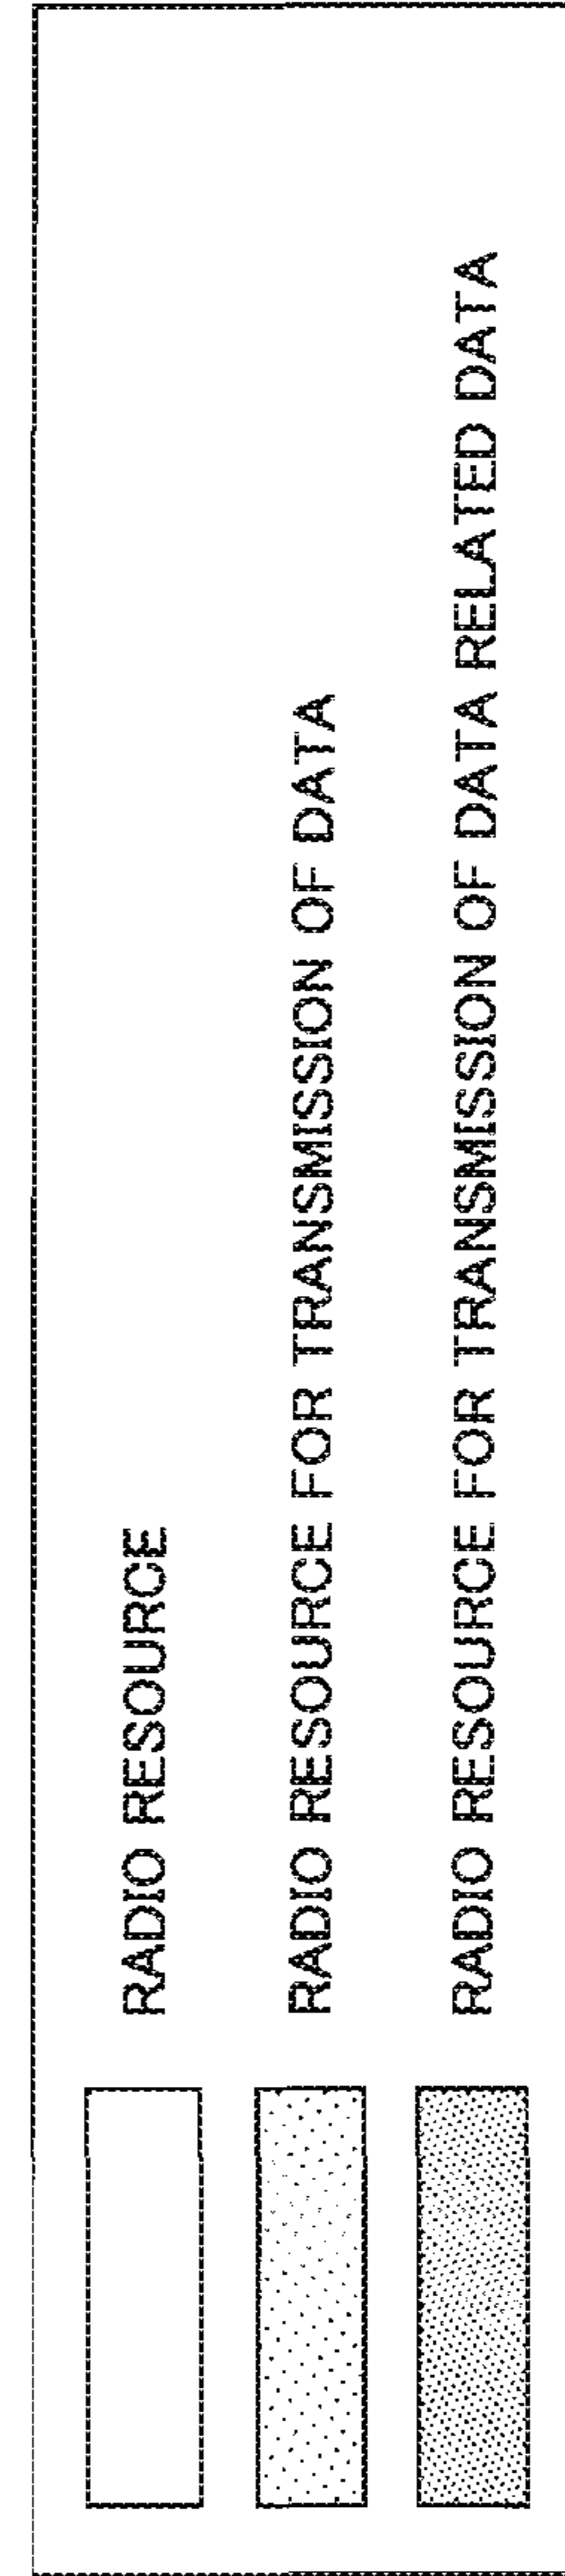 RADIO RESOURCE
RADIO RESOURCE FOR TRANSMISSION OF DATA
RADIO RESOURCE FOR TRANSMISSION OF DATA RELATED DATA